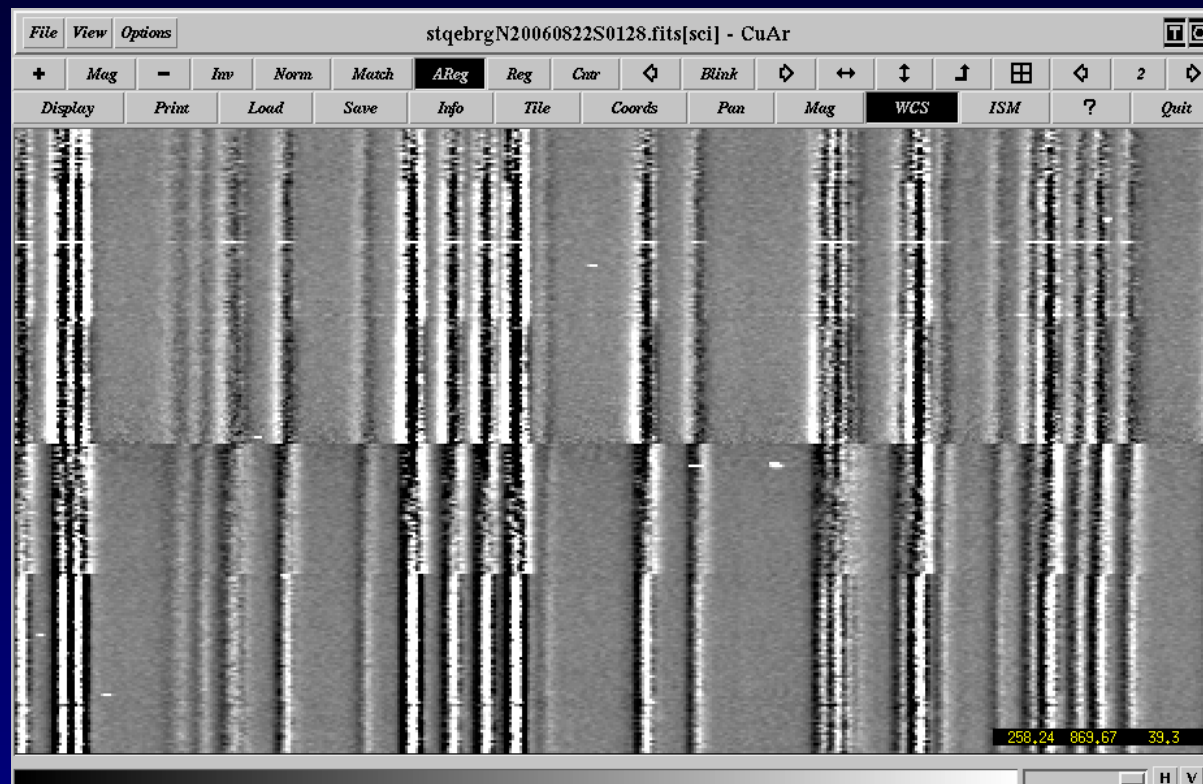 File View Options stqebrgN20060822S0128.fits[sci] - CuAr
+ Mag - Inv Norm Match AReg Reg Cntr Blink 2
Display Print Load Save Info Tile Coords Pan Mag WCS ISM ? Quit
258.24 869.67 39.3
H V